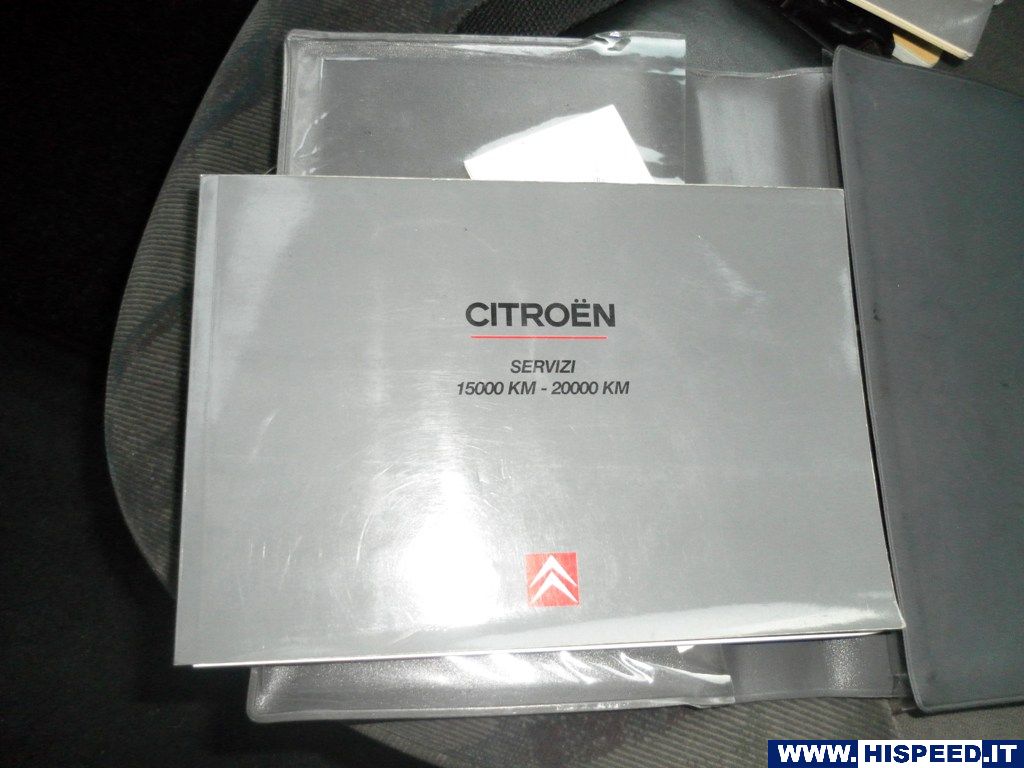 CITROËN
SERVIZI
15000 KM - 20000 KM
WWW.HISPEED.IT